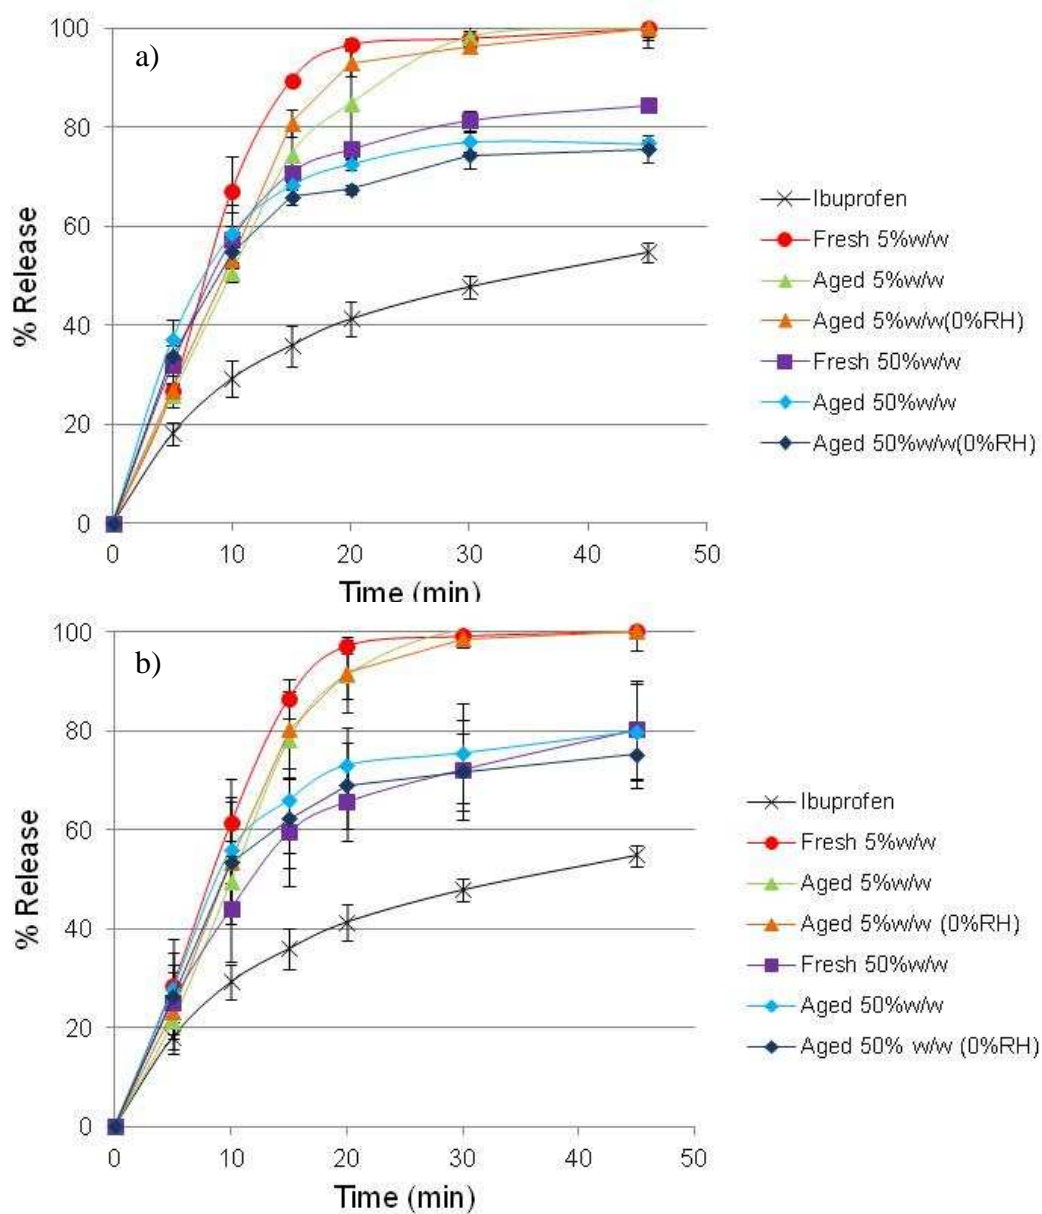 a)
100
80
60
40
20
0
% Release
0 10 20 30 40 50
Time (min)
Ibuprofen
Fresh 5%w/w
Aged 5%w/w
Aged 5%w/w(0%RH)
Fresh 50%w/w
Aged 50%w/w
Aged 50%w/w(0%RH)
b)
100
80
60
40
20
0
% Release
0 10 20 30 40 50
Time (min)
Ibuprofen
Fresh 5%w/w
Aged 5%w/w
Aged 5%w/w (0%RH)
Fresh 50%w/w
Aged 50%w/w
Aged 50% w/w (0%RH)